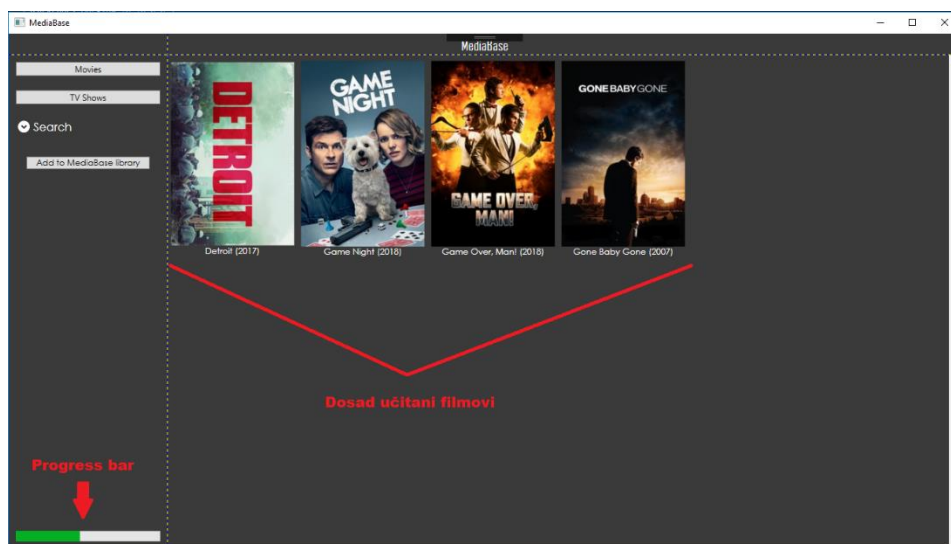 MediaBase
MediaBase
Movies
TV Shows
Search
Add to MediaBase library
DETROIT
GAME
NIGHT
GAME OVER,
MAN!
GONE BABY GONE
Detroit (2017)
Game Night (2018)
Game Over, Man! (2018)
Gone Baby Gone (2007)
Dosad učitani filmovi
Progress bar